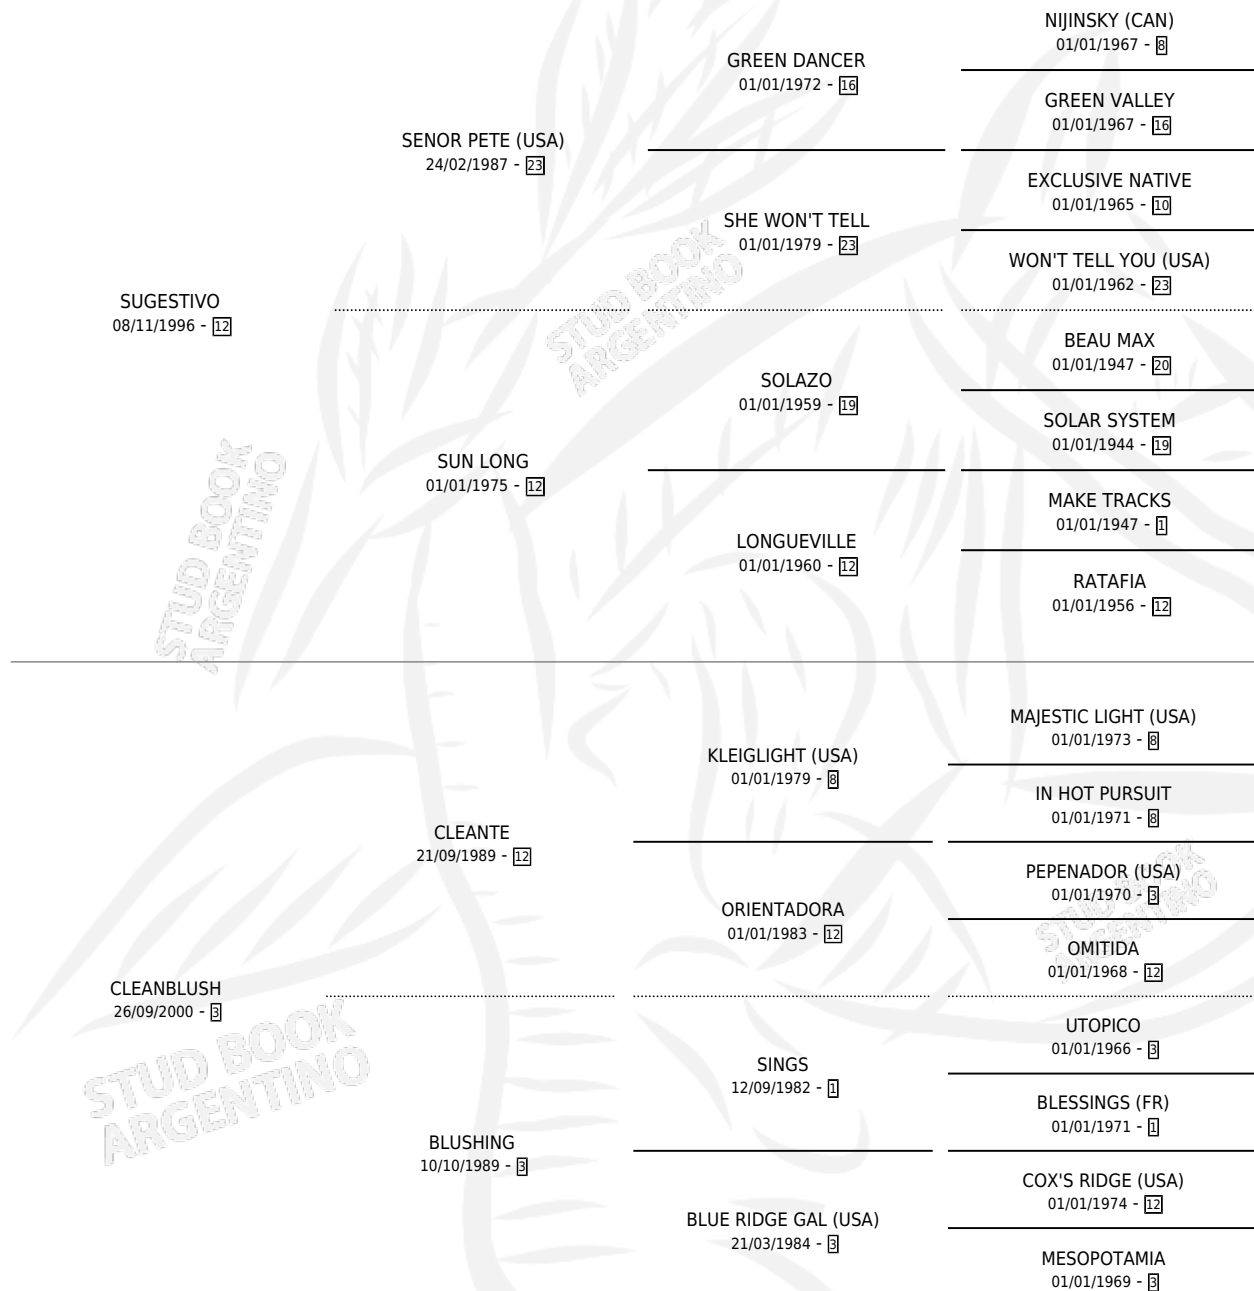 NIJINSKY (CAN)
01/01/1967 - 8
GREEN DANCER
01/01/1972 - 16
GREEN VALLEY
01/01/1967 - 16
SENOR PETE (USA)
24/02/1987 - 23
EXCLUSIVE NATIVE
01/01/1965 - 10
SHE WON'T TELL
01/01/1979 - 23
WON'T TELL YOU (USA)
01/01/1962 - 23
SUGESTIVO
08/11/1996 - 12
BEAU MAX
01/01/1947 - 20
SOLAZO
01/01/1959 - 19
SOLAR SYSTEM
01/01/1944 - 19
SUN LONG
01/01/1975 - 12
MAKE TRACKS
01/01/1947 - 1
LONGUEVILLE
01/01/1960 - 12
RATAFIA
01/01/1956 - 12
MAJESTIC LIGHT (USA)
01/01/1973 - 8
KLEIGLIGHT (USA)
01/01/1979 - 8
IN HOT PURSUIT
01/01/1971 - 8
CLEANTE
21/09/1989 - 12
PEPENADOR (USA)
01/01/1970 - 3
ORIENTADORA
01/01/1983 - 12
OMITIDA
01/01/1968 - 12
CLEANBLUSH
26/09/2000 - 3
UTOPICO
01/01/1966 - 3
SINGS
12/09/1982 - 1
BLESSINGS (FR)
01/01/1971 - 1
BLUSHING
10/10/1989 - 3
COX'S RIDGE (USA)
01/01/1974 - 12
BLUE RIDGE GAL (USA)
21/03/1984 - 3
MESOPOTAMIA
01/01/1969 - 3
STUD BOOK
ARGENTINO
STUD BOOK
ARGENTINO
STUD BOOK
ARGENTINO
STUD BOOK
ARGENTINO